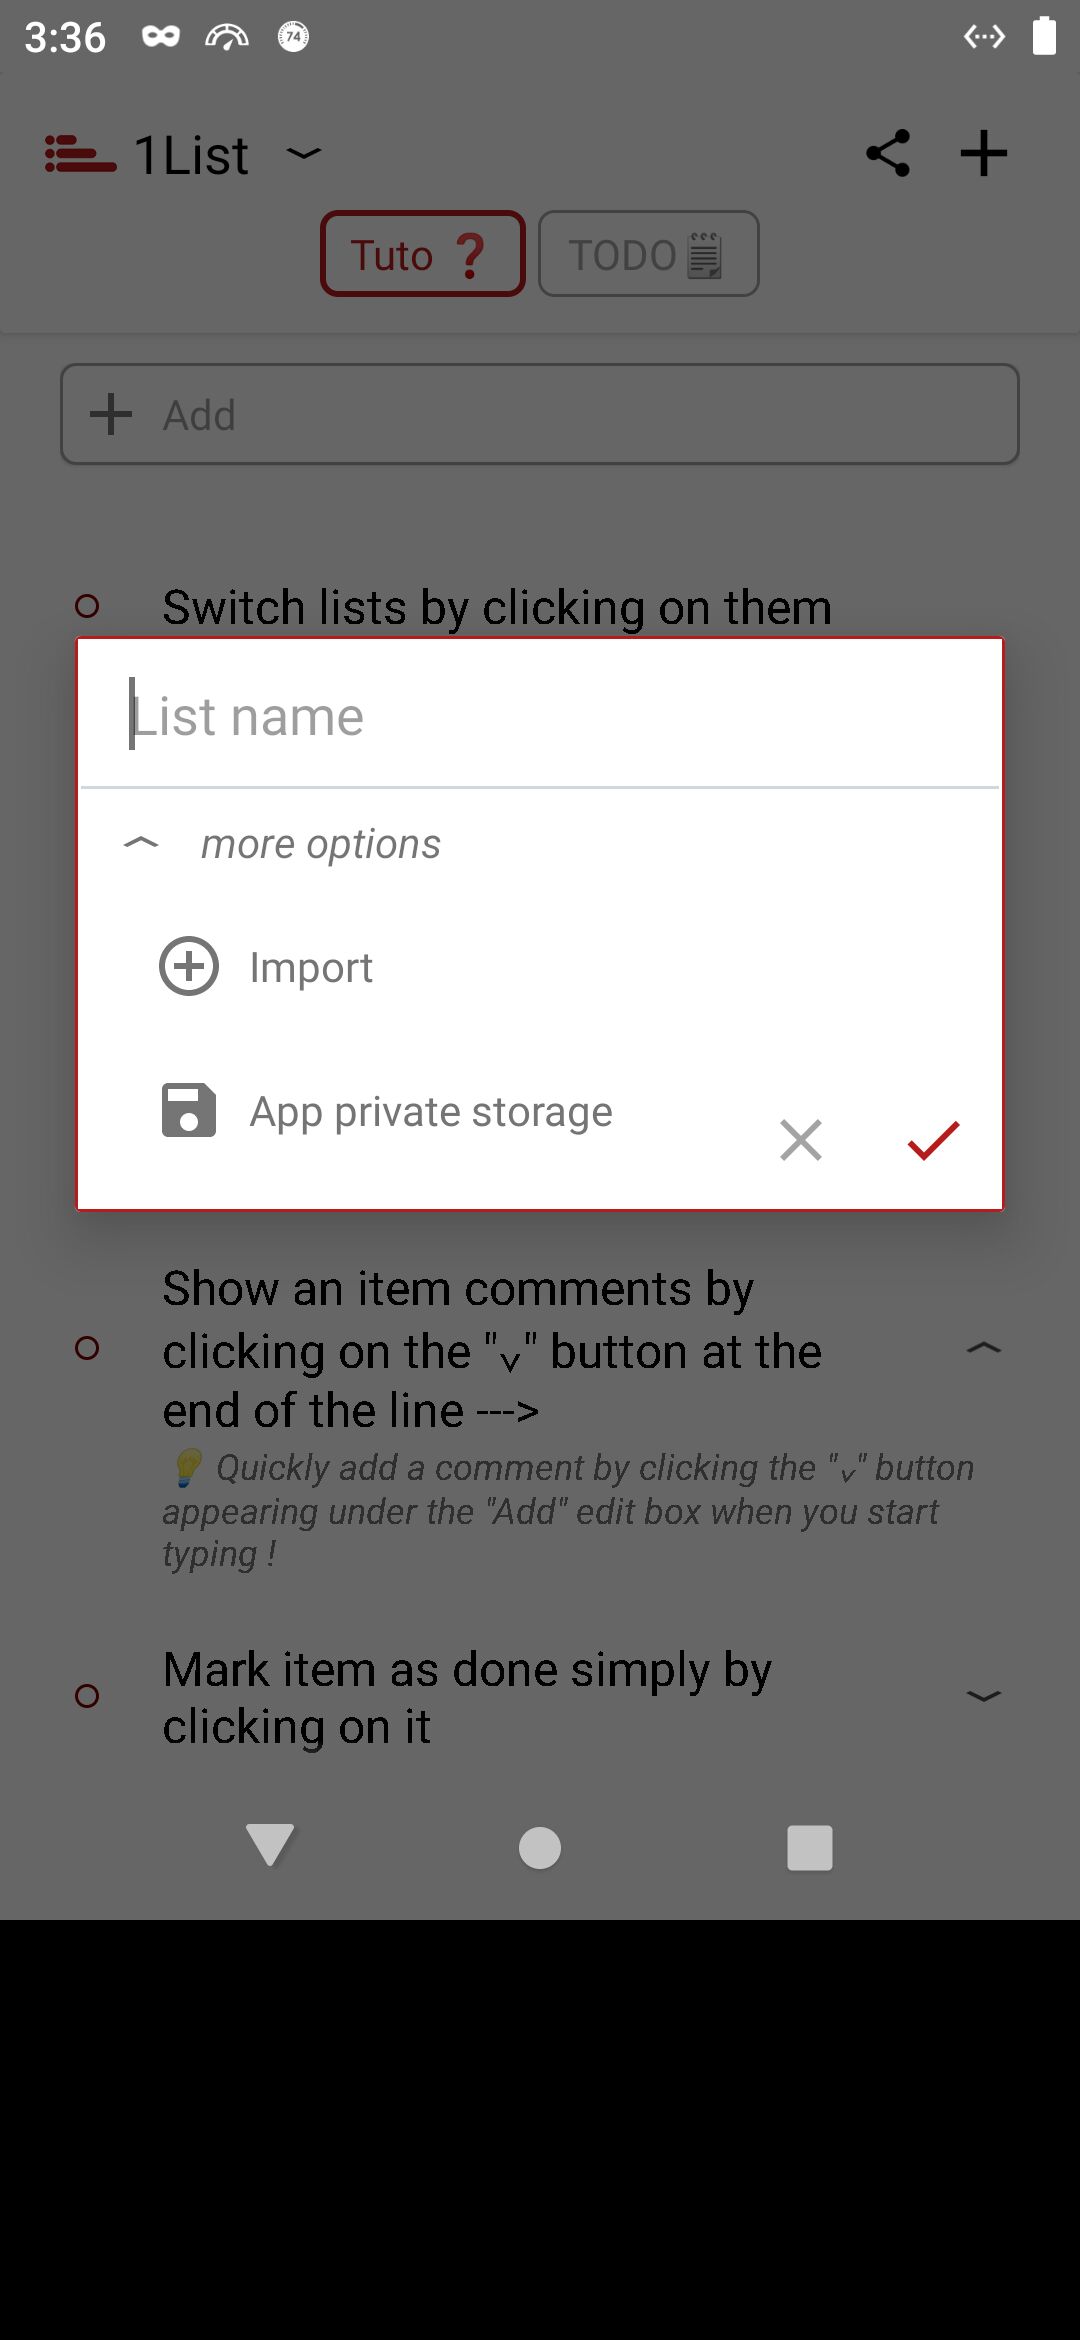 3:36
74
1List
Tuto ❓
TODO
Add
Switch lists by clicking on them
List name
more options
Import
App private storage
Show an item comments by
clicking on the "˅" button at the
end of the line --->
💡 Quickly add a comment by clicking the "˅" button
appearing under the "Add" edit box when you start
typing !
Mark item as done simply by
clicking on it